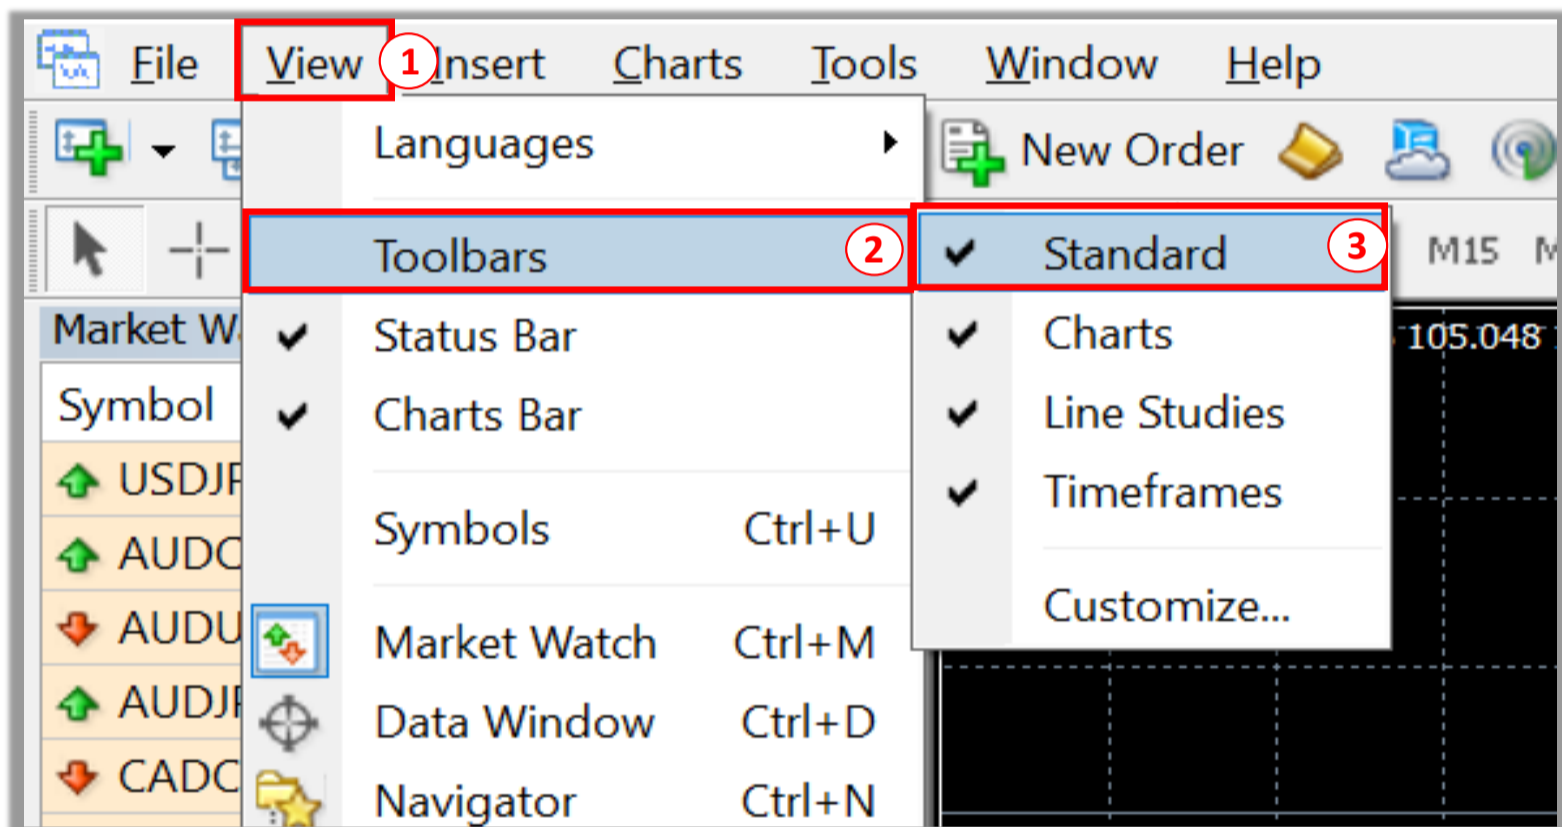 File View 1 Insert Charts Tools Window Help
Languages
New Order
Toolbars 2
Standard 3
M15
Market W
Status Bar
Charts
105.048
Symbol
Charts Bar
Line Studies
USDJP
Timeframes
Symbols Ctrl+U
AUDC
Customize...
AUDU
Market Watch Ctrl+M
AUDJP
Data Window Ctrl+D
CADC
Navigator Ctrl+N